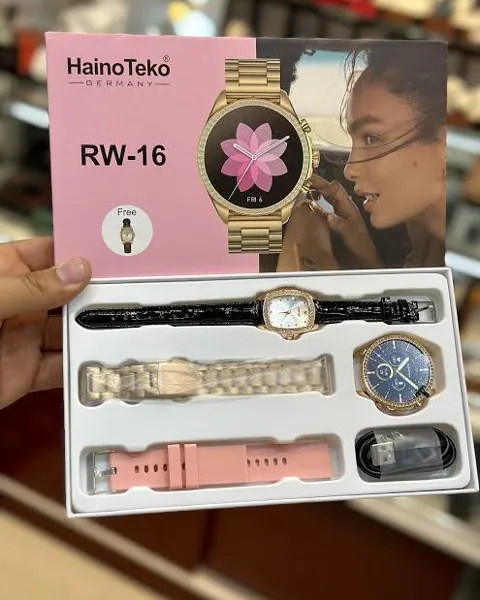 HainoTeko®
GERMANY
RW-16
Free
FRI 6